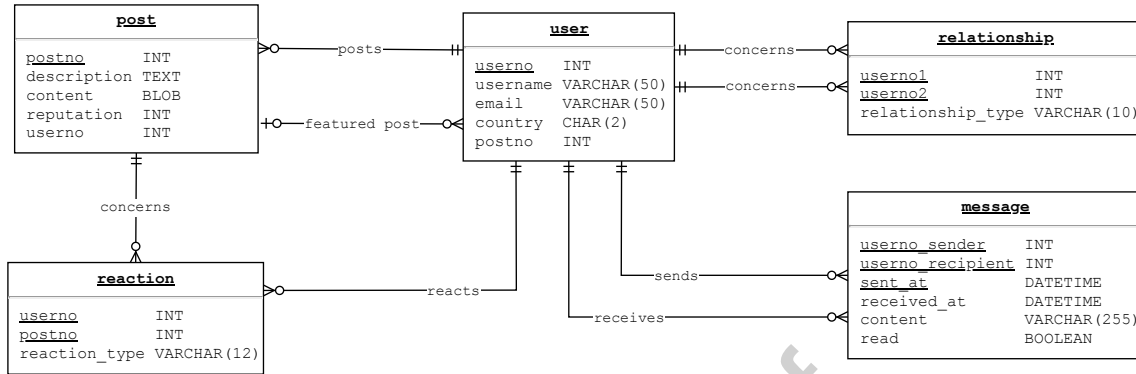 post
postno INT
description TEXT
content BLOB
reputation INT
userno INT
posts
featured post
user
userno INT
username VARCHAR(50)
email VARCHAR(50)
country CHAR(2)
postno INT
concerns
concerns
relationship
userno1 INT
userno2 INT
relationship_type VARCHAR(10)
concerns
reaction
userno INT
postno INT
reaction_type VARCHAR(12)
reacts
sends
receives
message
userno_sender INT
userno_recipient INT
sent_at DATETIME
received_at DATETIME
content VARCHAR(255)
read BOOLEAN